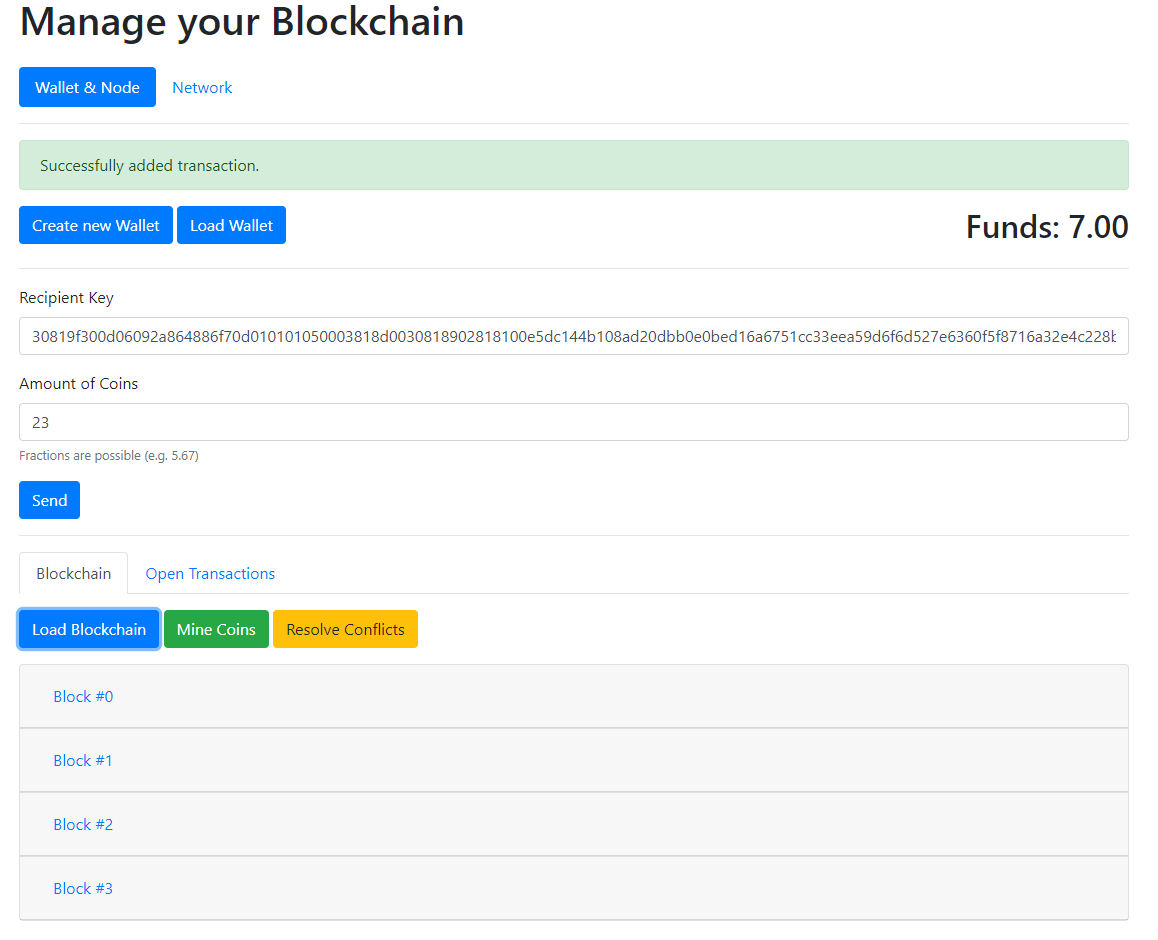 Manage your Blockchain
Wallet & Node Network
Successfully added transaction.
Create new Wallet Load Wallet Funds: 7.00
Recipient Key
30819f300d06092a864886f70d010101050003818d0030818902818100e5dc144b108ad20dbb0e0bed16a6751cc33eea59d6f6d527e6360f5f8716a32e4c228b
Amount of Coins
23
Fractions are possible (e.g. 5.67)
Send
Blockchain Open Transactions
Load Blockchain Mine Coins Resolve Conflicts
Block #0
Block #1
Block #2
Block #3